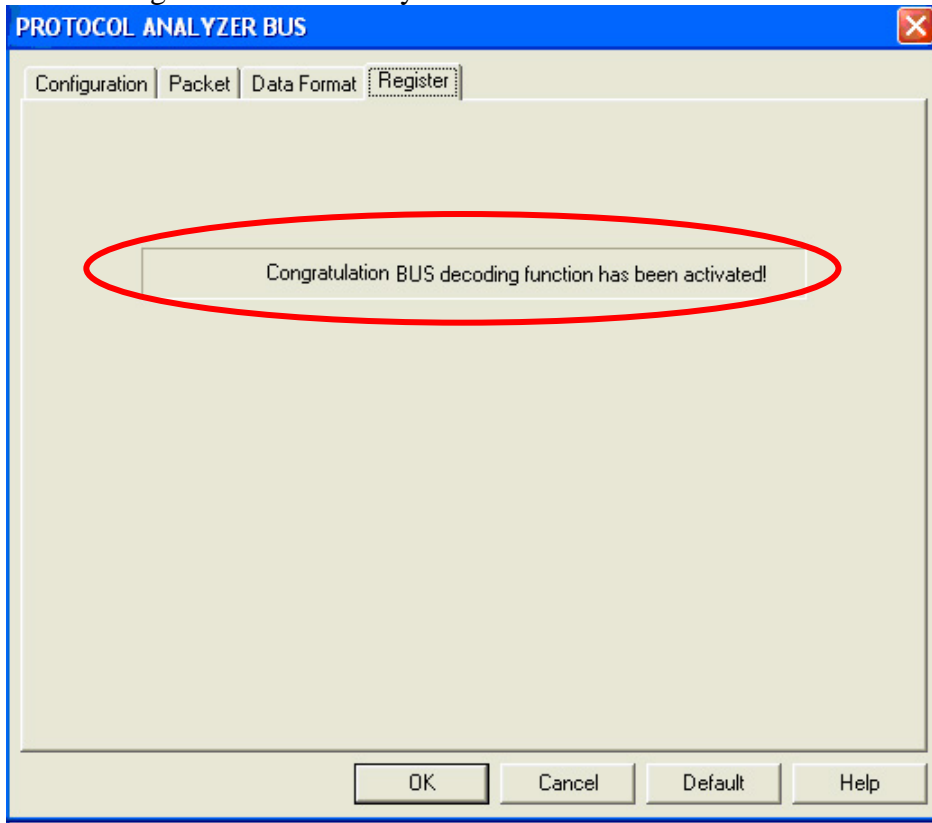 PROTOCOL ANALYZER BUS
Configuration Packet Data Format Register
Congratulation BUS decoding function has been activated!
OK Cancel Default Help